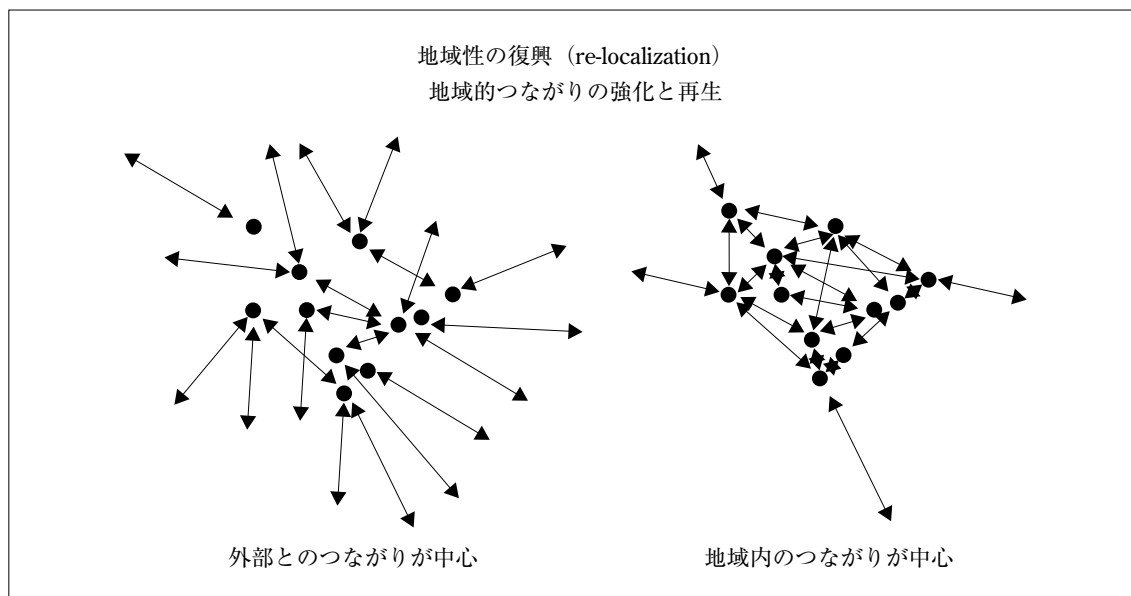 地域性の復興（re-localization）
地域的つながりの強化と再生
外部とのつながりが中心
地域内のつながりが中心